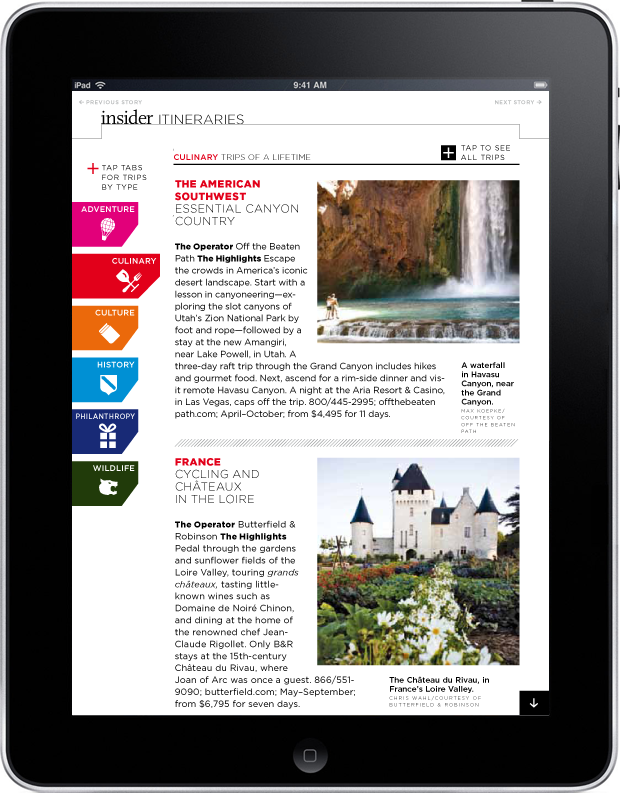 iPad
9:41 AM
← PREVIOUS STORY
NEXT STORY →
insider ITINERARIES
+ TAP TABS
FOR TRIPS
BY TYPE
ADVENTURE
CULINARY
CULTURE
HISTORY
PHILANTHROPY
WILDLIFE
CULINARY TRIPS OF A LIFETIME
+ TAP TO SEE
ALL TRIPS
THE AMERICAN
SOUTHWEST
ESSENTIAL CANYON
COUNTRY
The Operator Off the Beaten
Path The Highlights Escape
the crowds in America's iconic
desert landscape. Start with a
lesson in canyoneering—ex-
ploring the slot canyons of
Utah's Zion National Park by
foot and rope—followed by a
stay at the new Amangiri,
near Lake Powell, in Utah. A
three-day raft trip through the Grand Canyon includes hikes
and gourmet food. Next, ascend for a rim-side dinner and vis-
it remote Havasu Canyon. A night at the Aria Resort & Casino,
in Las Vegas, caps off the trip. 800/445-2995; offthebeaten
path.com; April–October; from $4,495 for 11 days.
A waterfall
in Havasu
Canyon, near
the Grand
Canyon.
MAX KOEPKE/
COURTESY OF
OFF THE BEATEN
PATH
FRANCE
CYCLING AND
CHÂTEAUX
IN THE LOIRE
The Operator Butterfield &
Robinson The Highlights
Pedal through the gardens
and sunflower fields of the
Loire Valley, touring grands
châteaux, tasting little-
known wines such as
Domaine de Noiré Chinon,
and dining at the home of
the renowned chef Jean-
Claude Rigollet. Only B&R
stays at the 15th-century
Château du Rivau, where
Joan of Arc was once a guest. 866/551-
9090; butterfield.com; May–September;
from $6,795 for seven days.
The Château du Rivau, in
France's Loire Valley.
CHRIS WAHL/COURTESY OF
BUTTERFIELD & ROBINSON